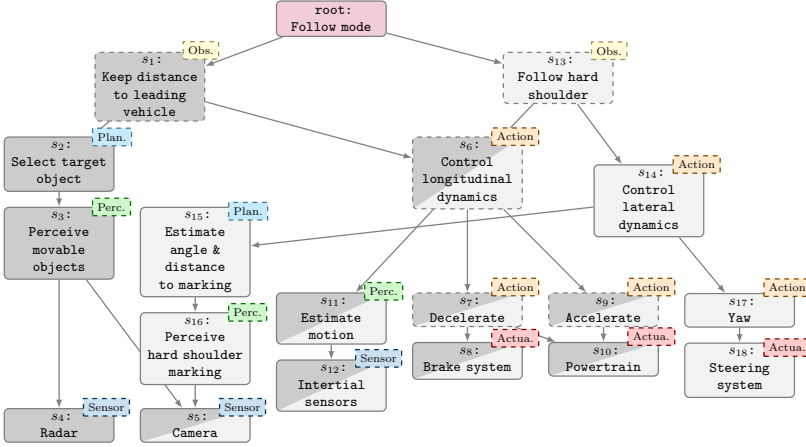 root:
Follow mode
Obs.
s1:
Keep distance
to leading
vehicle
Obs.
s13:
Follow hard
shoulder
Plan.
s2:
Select target
object
Action
s6:
Control
longitudinal
dynamics
Action
s14:
Control
lateral
dynamics
Perc.
s3:
Perceive
movable
objects
Plan.
s15:
Estimate
angle &
distance
to marking
Perc.
s11:
Estimate
motion
Action
s7:
Decelerate
Action
s9:
Accelerate
Action
s17:
Yaw
Perc.
s16:
Perceive
hard shoulder
marking
Sensor
s12:
Intertial
sensors
Actua.
s8:
Brake system
Actua.
s10:
Powertrain
Actua.
s18:
Steering
system
Sensor
s4:
Radar
Sensor
s5:
Camera